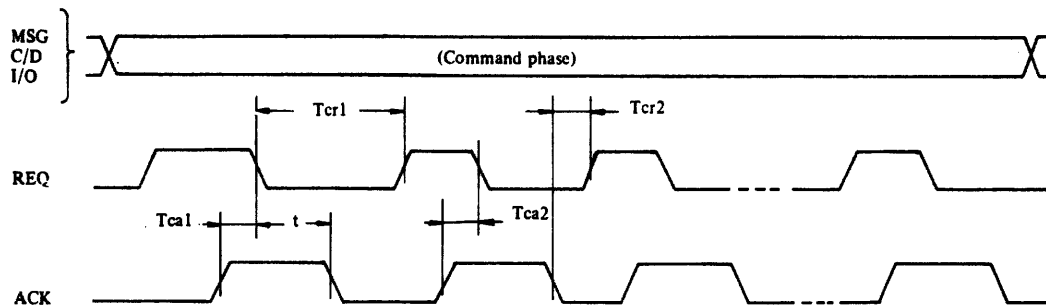 MSG
C/D
I/O
(Command phase)
Tcr1
Tcr2
REQ
Tca1
t
Tca2
ACK